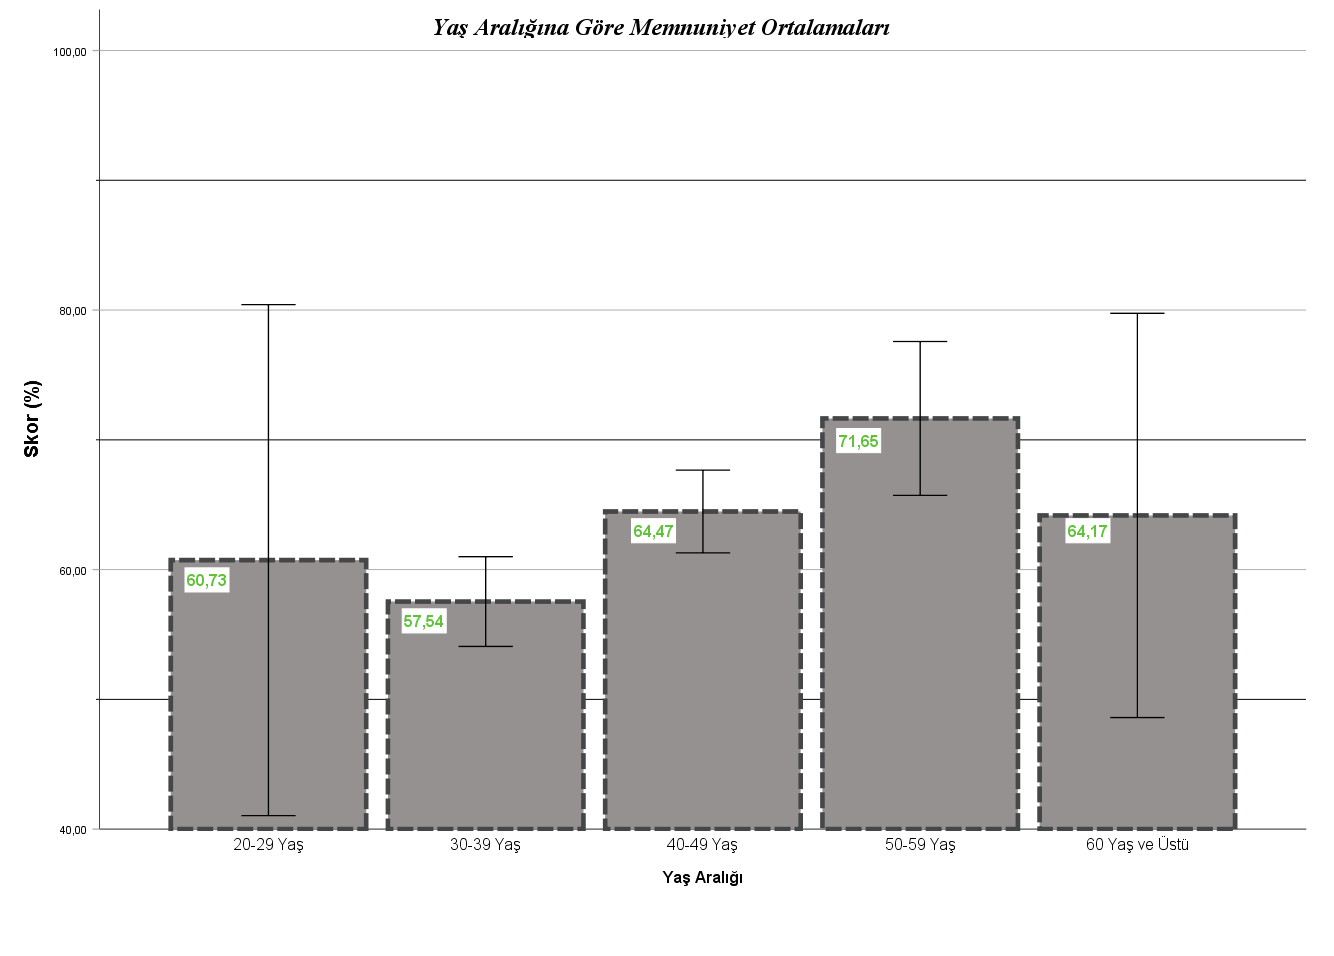 Yaş Aralığına Göre Memnuniyet Ortalamaları
100,00
80,00
60,00
40,00
Skor (%)
60,73
57,54
64,47
71,65
64,17
20-29 Yaş
30-39 Yaş
40-49 Yaş
50-59 Yaş
60 Yaş ve Üstü
Yaş Aralığı